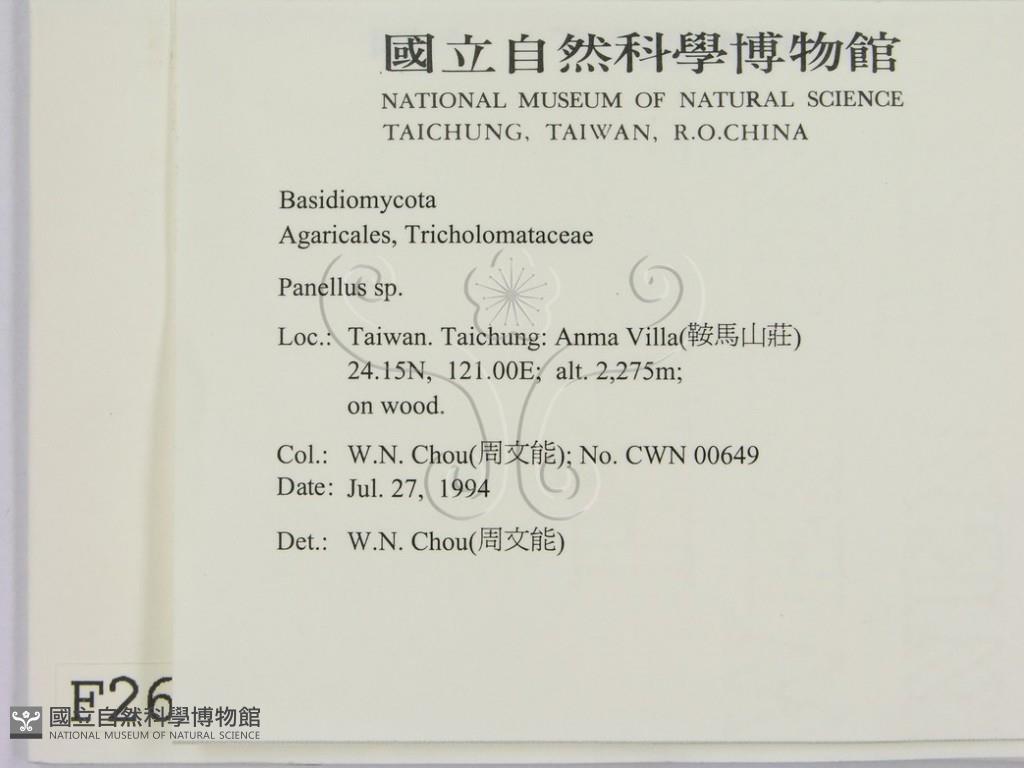 國立自然科學博物館
NATIONAL MUSEUM OF NATURAL SCIENCE
TAICHUNG, TAIWAN, R.O.CHINA
Basidiomycota
Agaricales, Tricholomataceae
Panellus sp.
Loc.: Taiwan. Taichung: Anma Villa(鞍馬山莊)
24.15N, 121.00E; alt. 2,275m;
on wood.
Col.: W.N. Chou(周文能); No. CWN 00649
Date: Jul. 27, 1994
Det.: W.N. Chou(周文能)
F26
國立自然科學博物館
NATIONAL MUSEUM OF NATURAL SCIENCE